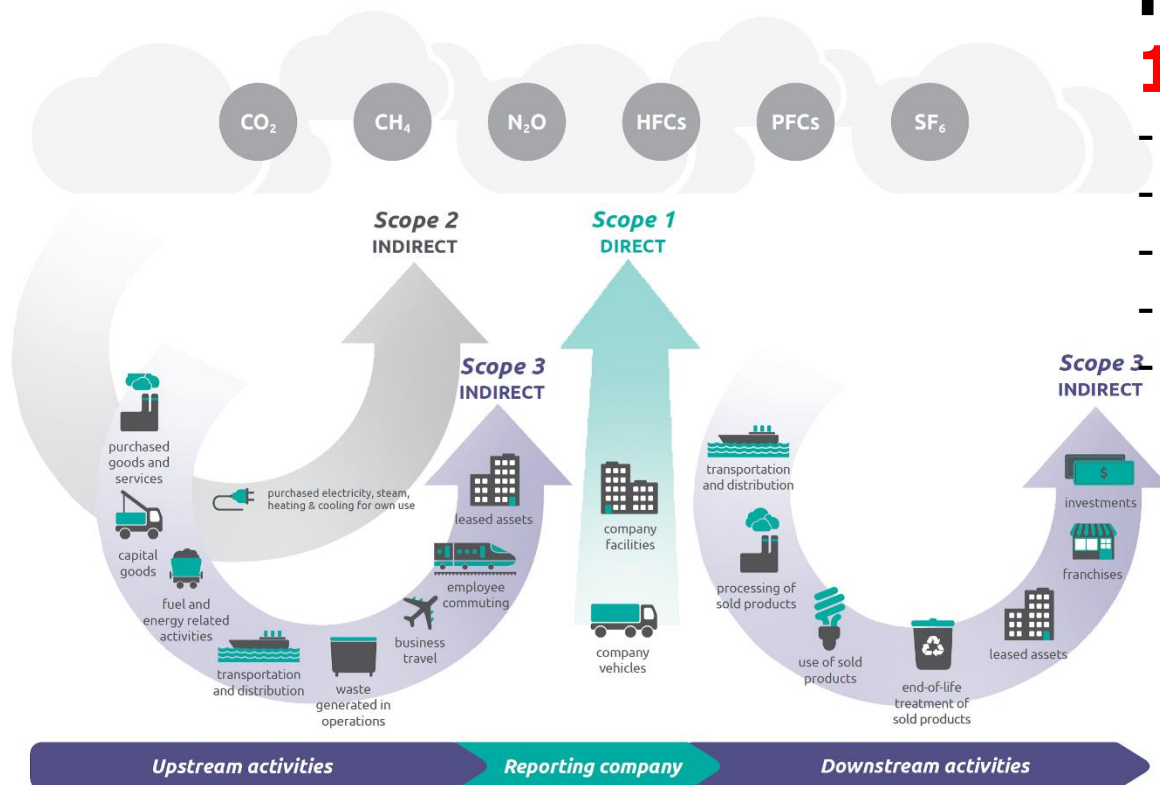 1
-
-
-
-
-
CO₂
CH₄
N₂O
HFCs
PFCs
SF₆
Scope 2
INDIRECT
Scope 1
DIRECT
Scope 3
INDIRECT
Scope 3
INDIRECT
purchased
goods and
services
capital
goods
fuel and
energy related
activities
transportation
and distribution
waste
generated in
operations
business
travel
employee
commuting
leased assets
purchased electricity, steam,
heating & cooling for own use
company
facilities
company
vehicles
transportation
and distribution
processing of
sold products
use of sold
products
end-of-life
treatment of
sold products
leased assets
franchises
investments
$
Upstream activities
Reporting company
Downstream activities